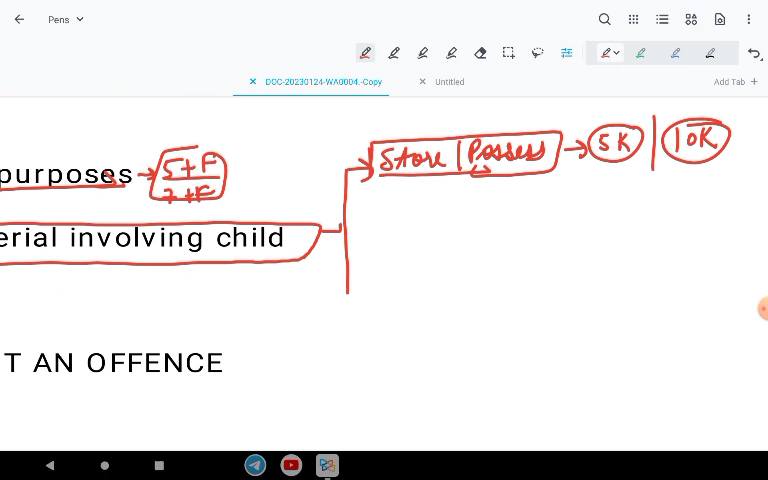 Pens
DOC-20230124-WA0004.-Copy
Untitled
Add Tab +
Store | Possess → 5K | 10K
purposes → 5+F
7+F
erial involving child
T AN OFFENCE